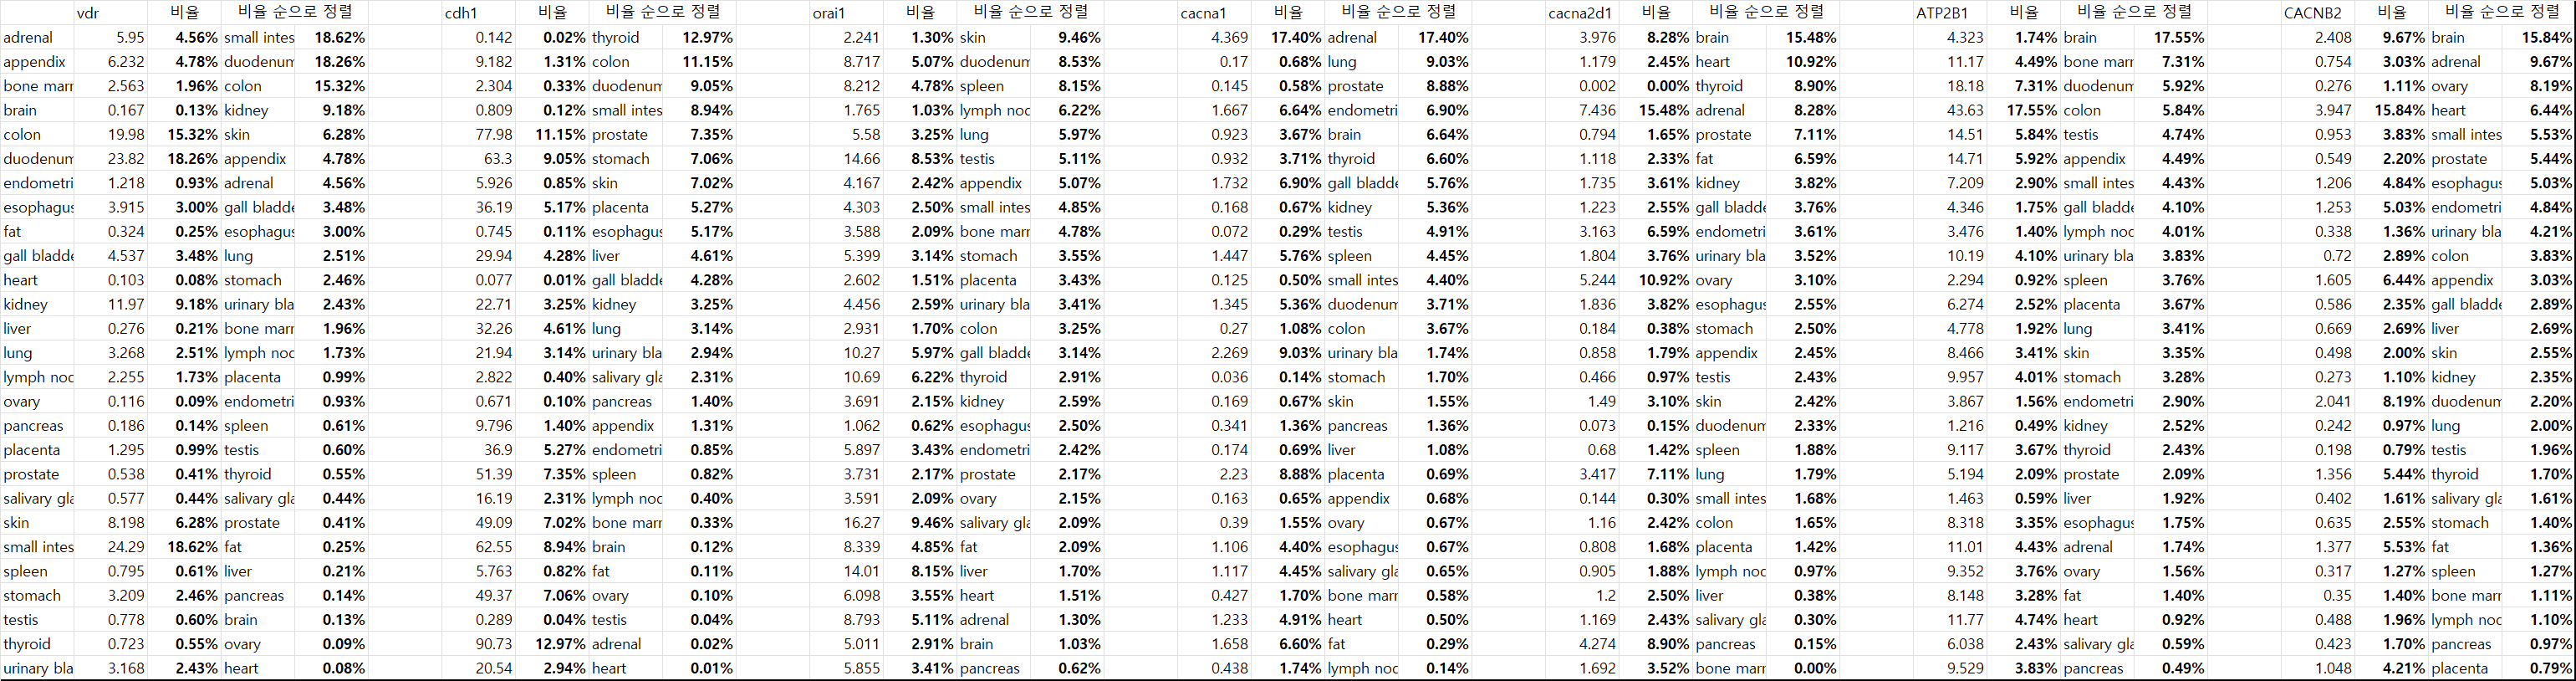 vdr 비율 비율 순으로 정렬 cdh1 비율 비율 순으로 정렬 orai1 비율 비율 순으로 정렬 cacna1 비율 비율 순으로 정렬 cacna2d1 비율 비율 순으로 정렬 ATP2B1 비율 비율 순으로 정렬 CACNB2 비율 비율 순으로 정렬
adrenal 5.95 4.56% small intes 18.62% 0.142 0.02% thyroid 12.97% 2.241 1.30% skin 9.46% 4.369 17.40% adrenal 17.40% 3.976 8.28% brain 15.48% 4.323 1.74% brain 17.55% 2.408 9.67% brain 15.84%
appendix 6.232 4.78% duodenum 18.26% 9.182 1.31% colon 11.15% 8.717 5.07% duodenum 8.53% 0.17 0.68% lung 9.03% 1.179 2.45% heart 10.92% 11.17 4.49% bone marr 7.31% 0.754 3.03% adrenal 9.67%
bone marr 2.563 1.96% colon 15.32% 2.304 0.33% duodenum 9.05% 8.212 4.78% spleen 8.15% 0.145 0.58% prostate 8.88% 0.002 0.00% thyroid 8.90% 18.18 7.31% duodenum 5.92% 0.276 1.11% ovary 8.19%
brain 0.167 0.13% kidney 9.18% 0.809 0.12% small intes 8.94% 1.765 1.03% lymph noc 6.22% 1.667 6.64% endometri 6.90% 7.436 15.48% adrenal 8.28% 43.63 17.55% colon 5.84% 3.947 15.84% heart 6.44%
colon 19.98 15.32% skin 6.28% 77.98 11.15% prostate 7.35% 5.58 3.25% lung 5.97% 0.923 3.67% brain 6.64% 0.794 1.65% prostate 7.11% 14.51 5.84% testis 4.74% 0.953 3.83% small intes 5.53%
duodenum 23.82 18.26% appendix 4.78% 63.3 9.05% stomach 7.06% 14.66 8.53% testis 5.11% 0.932 3.71% thyroid 6.60% 1.118 2.33% fat 6.59% 14.71 5.92% appendix 4.49% 0.549 2.20% prostate 5.44%
endometri 1.218 0.93% adrenal 4.56% 5.926 0.85% skin 7.02% 4.167 2.42% appendix 5.07% 1.732 6.90% gall bladde 5.76% 1.735 3.61% kidney 3.82% 7.209 2.90% small intes 4.43% 1.206 4.84% esophagus 5.03%
esophagus 3.915 3.00% gall bladde 3.48% 36.19 5.17% placenta 5.27% 4.303 2.50% small intes 4.85% 0.168 0.67% kidney 5.36% 1.223 2.55% gall bladde 3.76% 4.346 1.75% gall bladde 4.10% 1.253 5.03% endometri 4.84%
fat 0.324 0.25% esophagus 3.00% 0.745 0.11% esophagus 5.17% 3.588 2.09% bone marr 4.78% 0.072 0.29% testis 4.91% 3.163 6.59% endometri 3.61% 3.476 1.40% lymph noc 4.01% 0.338 1.36% urinary bla 4.21%
gall bladde 4.537 3.48% lung 2.51% 29.94 4.28% liver 4.61% 5.399 3.14% stomach 3.55% 1.447 5.76% spleen 4.45% 1.804 3.76% urinary bla 3.52% 10.19 4.10% urinary bla 3.83% 0.72 2.89% colon 3.83%
heart 0.103 0.08% stomach 2.46% 0.077 0.01% gall bladde 4.28% 2.602 1.51% placenta 3.43% 0.125 0.50% small intes 4.40% 5.244 10.92% ovary 3.10% 2.294 0.92% spleen 3.76% 1.605 6.44% appendix 3.03%
kidney 11.97 9.18% urinary bla 2.43% 22.71 3.25% kidney 3.25% 4.456 2.59% urinary bla 3.41% 1.345 5.36% duodenum 3.71% 1.836 3.82% esophagus 2.55% 6.274 2.52% placenta 3.67% 0.586 2.35% gall bladde 2.89%
liver 0.276 0.21% bone marr 1.96% 32.26 4.61% lung 3.14% 2.931 1.70% colon 3.25% 0.27 1.08% colon 3.67% 0.184 0.38% stomach 2.50% 4.778 1.92% lung 3.41% 0.669 2.69% liver 2.69%
lung 3.268 2.51% lymph noc 1.73% 21.94 3.14% urinary bla 2.94% 10.27 5.97% gall bladde 3.14% 2.269 9.03% urinary bla 1.74% 0.858 1.79% appendix 2.45% 8.466 3.41% skin 3.35% 0.498 2.00% skin 2.55%
lymph noc 2.255 1.73% placenta 0.99% 2.822 0.40% salivary gla 2.31% 10.69 6.22% thyroid 2.91% 0.036 0.14% stomach 1.70% 0.466 0.97% testis 2.43% 9.957 4.01% stomach 3.28% 0.273 1.10% kidney 2.35%
ovary 0.116 0.09% endometri 0.93% 0.671 0.10% pancreas 1.40% 3.691 2.15% kidney 2.59% 0.169 0.67% skin 1.55% 1.49 3.10% skin 2.42% 3.867 1.56% endometri 2.90% 2.041 8.19% duodenum 2.20%
pancreas 0.186 0.14% spleen 0.61% 9.796 1.40% appendix 1.31% 1.062 0.62% esophagus 2.50% 0.341 1.36% pancreas 1.36% 0.073 0.15% duodenum 2.33% 1.216 0.49% kidney 2.52% 0.242 0.97% lung 2.00%
placenta 1.295 0.99% testis 0.60% 36.9 5.27% endometri 0.85% 5.897 3.43% endometri 2.42% 0.174 0.69% liver 1.08% 0.68 1.42% spleen 1.88% 9.117 3.67% thyroid 2.43% 0.198 0.79% testis 1.96%
prostate 0.538 0.41% thyroid 0.55% 51.39 7.35% spleen 0.82% 3.731 2.17% prostate 2.17% 2.23 8.88% placenta 0.69% 3.417 7.11% lung 1.79% 5.194 2.09% prostate 2.09% 1.356 5.44% thyroid 1.70%
salivary gla 0.577 0.44% salivary gla 0.44% 16.19 2.31% lymph noc 0.40% 3.591 2.09% ovary 2.15% 0.163 0.65% appendix 0.68% 0.144 0.30% small intes 1.68% 1.463 0.59% liver 1.92% 0.402 1.61% salivary gla 1.61%
skin 8.198 6.28% prostate 0.41% 49.09 7.02% bone marr 0.33% 16.27 9.46% salivary gla 2.09% 0.39 1.55% ovary 0.67% 1.16 2.42% colon 1.65% 8.318 3.35% esophagus 1.75% 0.635 2.55% stomach 1.40%
small intes 24.29 18.62% fat 0.25% 62.55 8.94% brain 0.12% 8.339 4.85% fat 2.09% 1.106 4.40% esophagus 0.67% 0.808 1.68% placenta 1.42% 11.01 4.43% adrenal 1.74% 1.377 5.53% fat 1.36%
spleen 0.795 0.61% liver 0.21% 5.763 0.82% fat 0.11% 14.01 8.15% liver 1.70% 1.117 4.45% salivary gla 0.65% 0.905 1.88% lymph noc 0.97% 9.352 3.76% ovary 1.56% 0.317 1.27% spleen 1.27%
stomach 3.209 2.46% pancreas 0.14% 49.37 7.06% ovary 0.10% 6.098 3.55% heart 1.51% 0.427 1.70% bone marr 0.58% 1.2 2.50% liver 0.38% 8.148 3.28% fat 1.40% 0.35 1.40% bone marr 1.11%
testis 0.778 0.60% brain 0.13% 0.289 0.04% testis 0.04% 8.793 5.11% adrenal 1.30% 1.233 4.91% heart 0.50% 1.169 2.43% salivary gla 0.30% 11.77 4.74% heart 0.92% 0.488 1.96% lymph noc 1.10%
thyroid 0.723 0.55% ovary 0.09% 90.73 12.97% adrenal 0.02% 5.011 2.91% brain 1.03% 1.658 6.60% fat 0.29% 4.274 8.90% pancreas 0.15% 6.038 2.43% salivary gla 0.59% 0.423 1.70% pancreas 0.97%
urinary bla 3.168 2.43% heart 0.08% 20.54 2.94% heart 0.01% 5.855 3.41% pancreas 0.62% 0.438 1.74% lymph noc 0.14% 1.692 3.52% bone marr 0.00% 9.529 3.83% pancreas 0.49% 1.048 4.21% placenta 0.79%